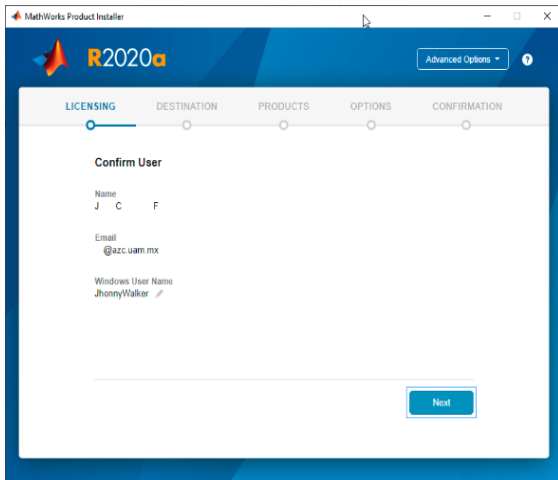 MathWorks Product Installer
R2020a
Advanced Options
?
LICENSING DESTINATION PRODUCTS OPTIONS CONFIRMATION
Confirm User
Name
J C F
Email
@azc.uam.mx
Windows User Name
JhonnyWalker
Next